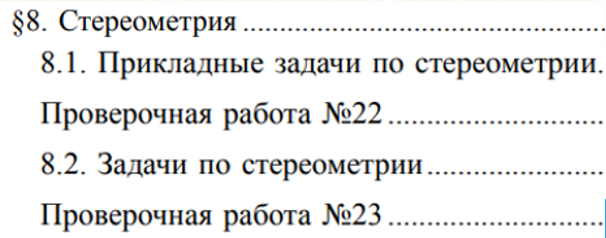 §8. Стереометрия ................................................
8.1. Прикладные задачи по стереометрии.
Проверочная работа №22 .............................
8.2. Задачи по стереометрии ........................
Проверочная работа №23 .............................